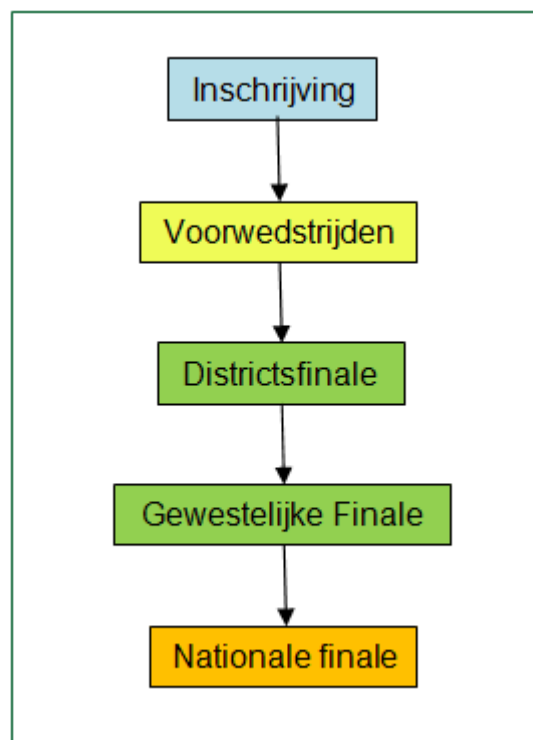 Inschrijving
Voorwedstrijden
Districtsfinale
Gewestelijke Finale
Nationale finale